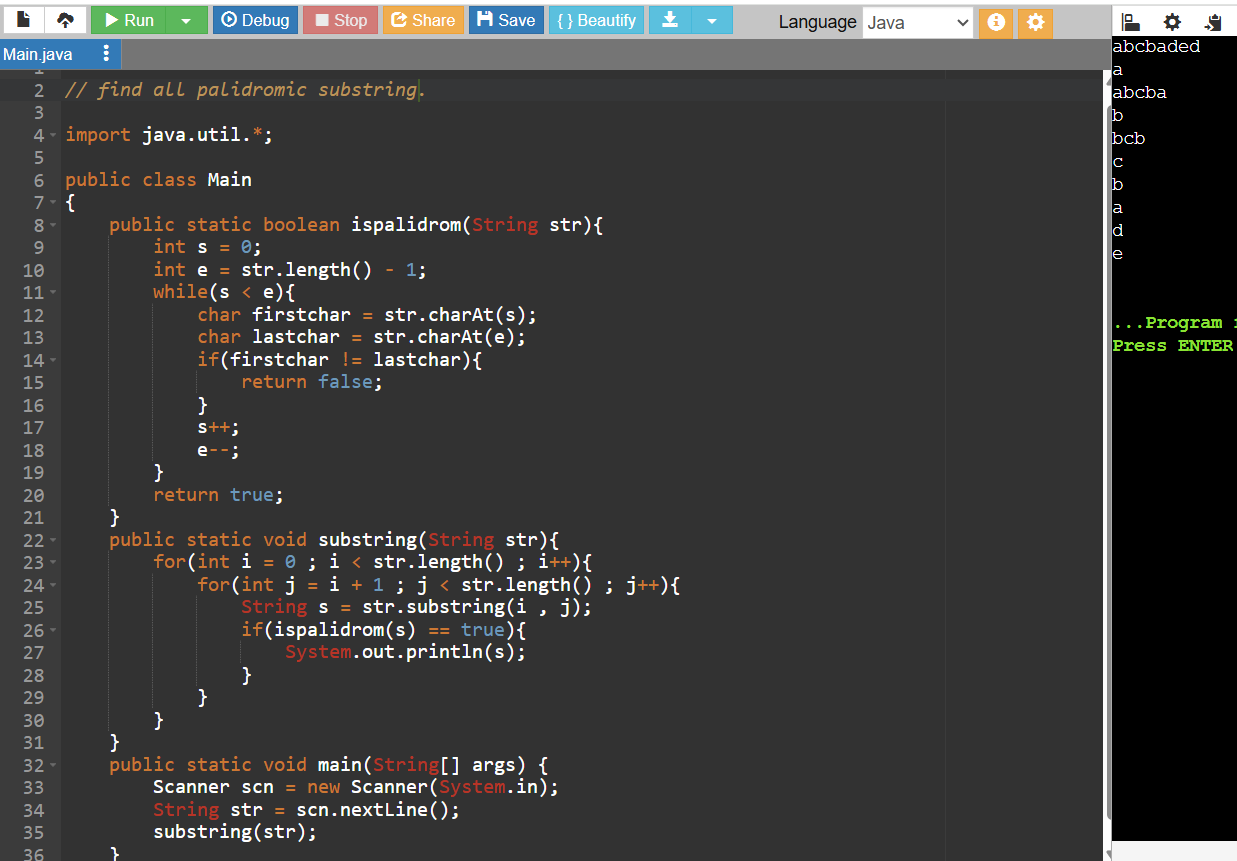 Run Debug Stop Share Save { } Beautify Language Java
Main.java
1
2 // find all palidromic substring.
3
4 import java.util.*;
5
6 public class Main
7 {
8 public static boolean ispalidrom(String str){
9 int s = 0;
10 int e = str.length() - 1;
11 while(s < e){
12 char firstchar = str.charAt(s);
13 char lastchar = str.charAt(e);
14 if(firstchar != lastchar){
15 return false;
16 }
17 s++;
18 e--;
19 }
20 return true;
21 }
22 public static void substring(String str){
23 for(int i = 0 ; i < str.length() ; i++){
24 for(int j = i + 1 ; j < str.length() ; j++){
25 String s = str.substring(i , j);
26 if(ispalidrom(s) == true){
27 System.out.println(s);
28 }
29 }
30 }
31 }
32 public static void main(String[] args) {
33 Scanner scn = new Scanner(System.in);
34 String str = scn.nextLine();
35 substring(str);
36 }
abcbaded
a
abcba
b
bcb
c
b
a
d
e
...Program
Press ENTER